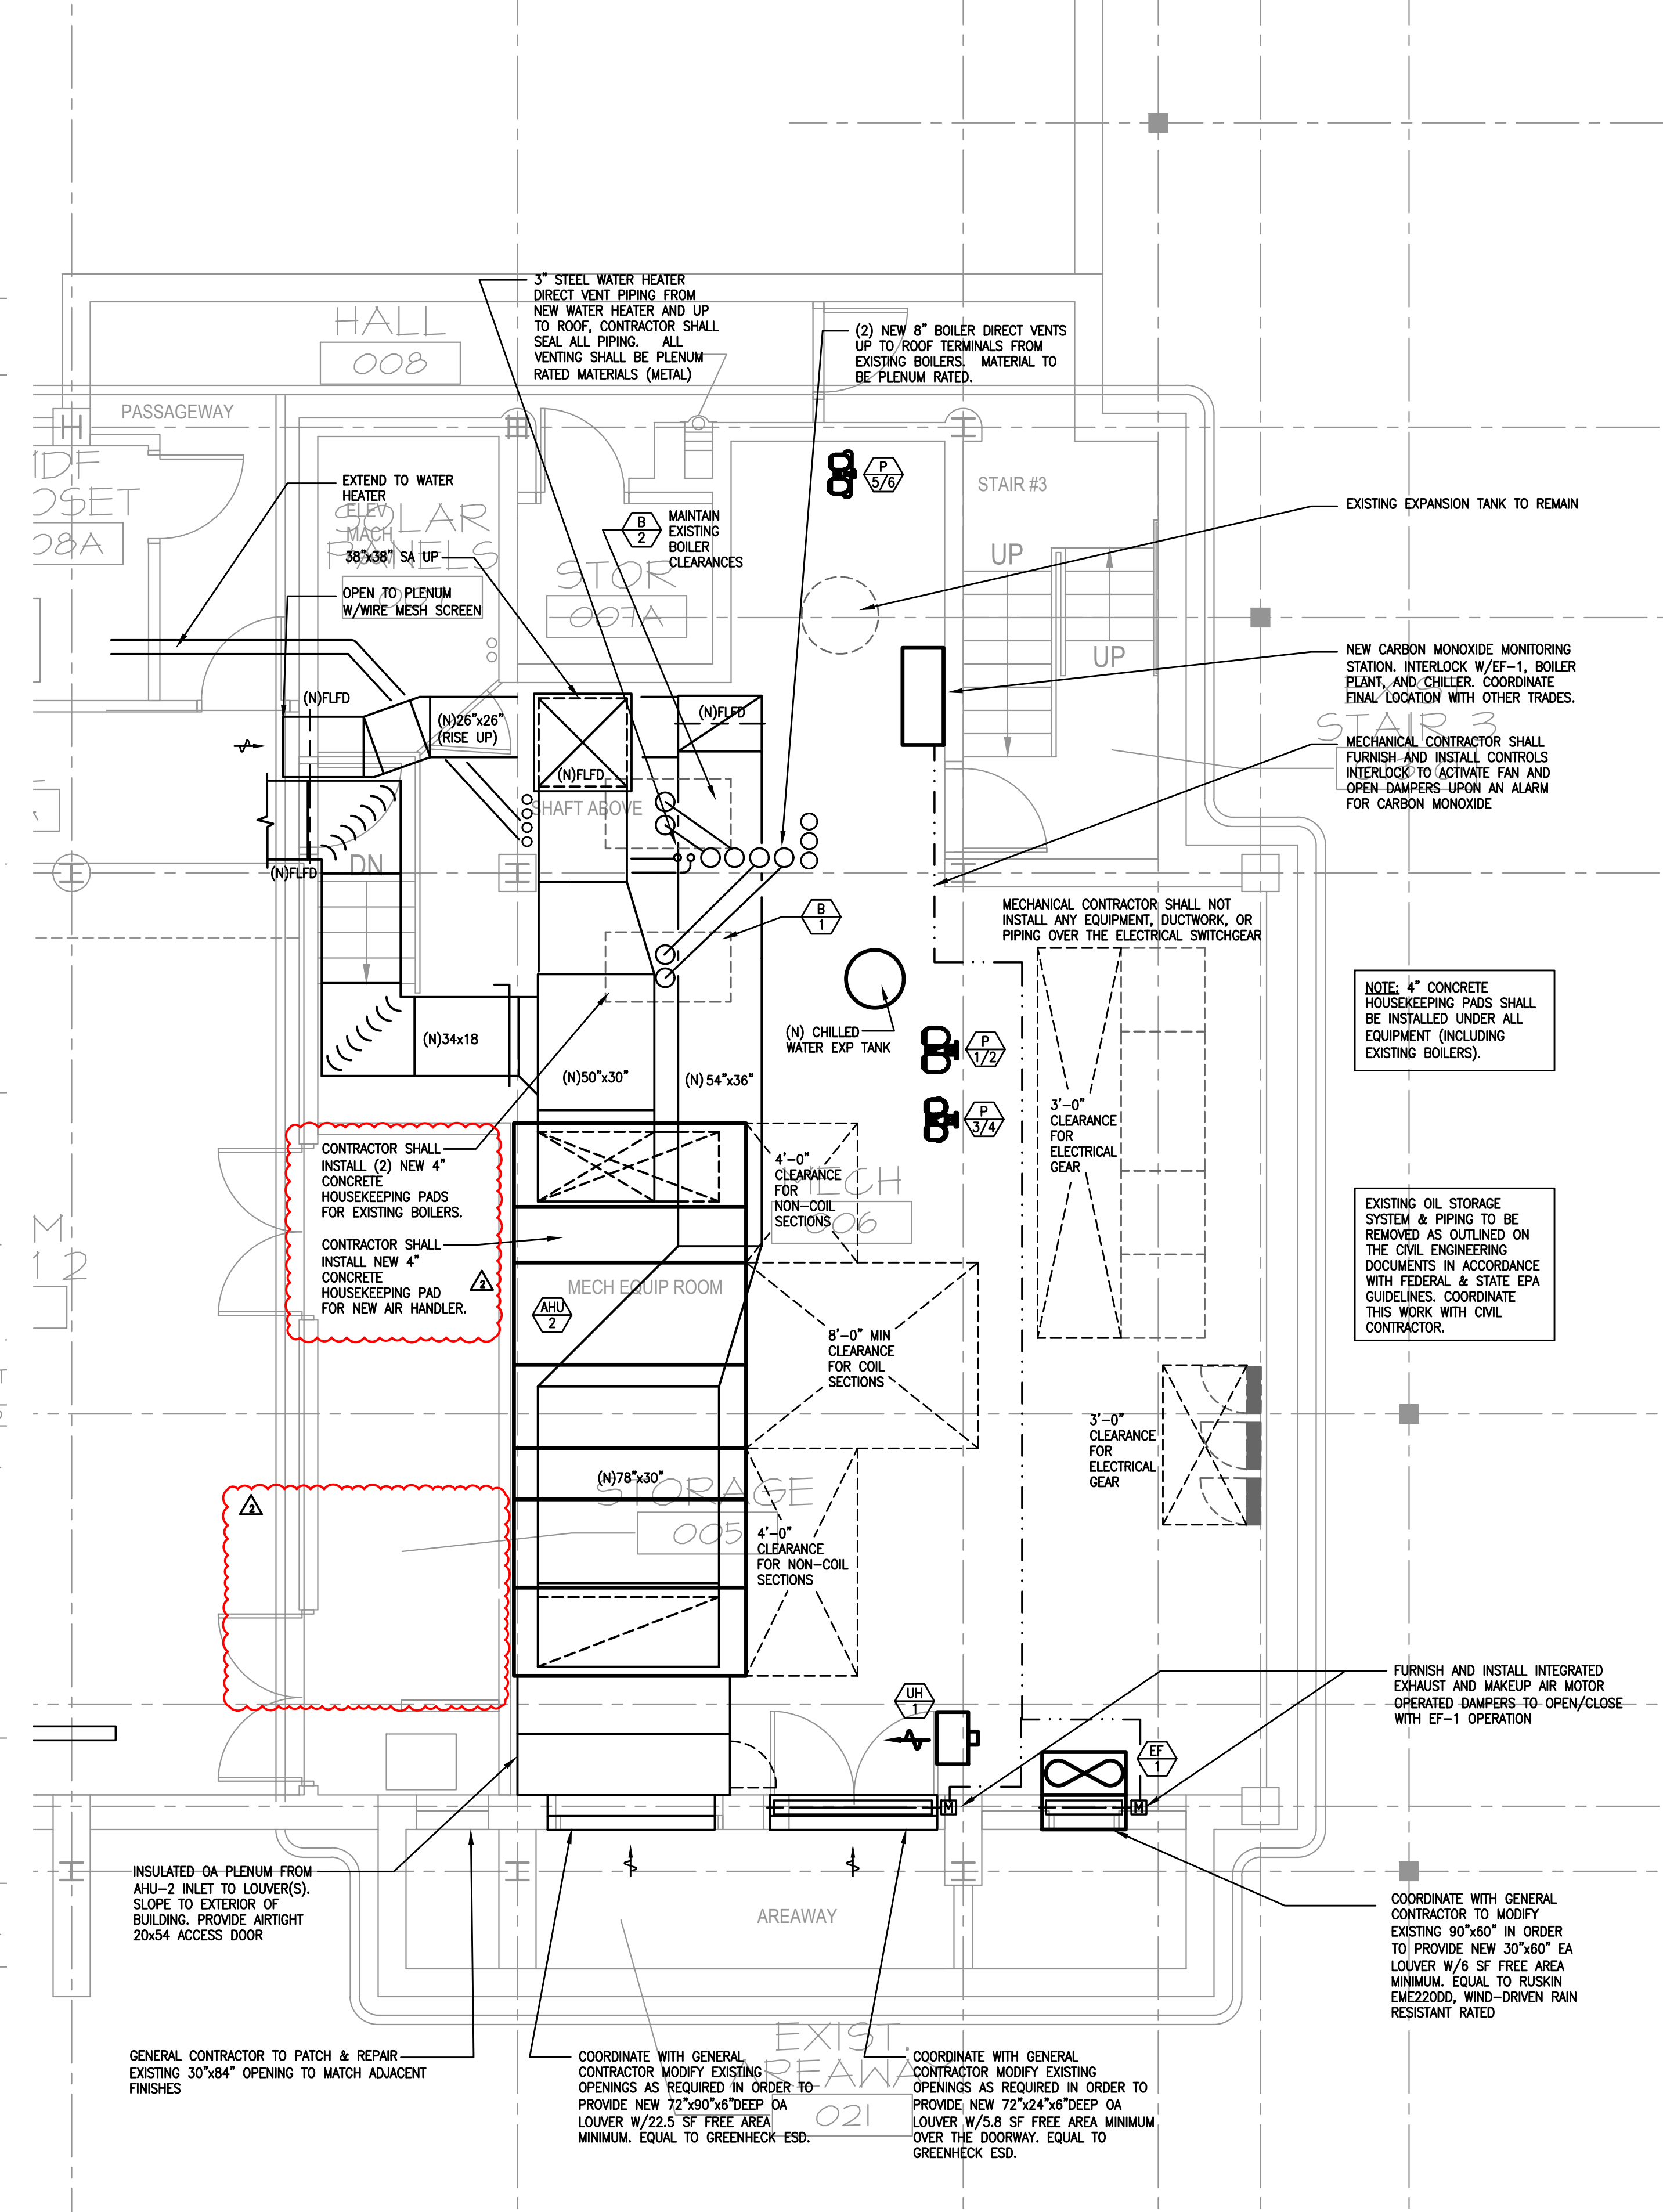 3" STEEL WATER HEATER
DIRECT VENT PIPING FROM
NEW WATER HEATER AND UP
TO ROOF, CONTRACTOR SHALL
SEAL ALL PIPING. ALL
VENTING SHALL BE PLENUM
RATED MATERIALS (METAL)
(2) NEW 8" BOILER DIRECT VENTS
UP TO ROOF TERMINALS FROM
EXISTING BOILERS. MATERIAL TO
BE PLENUM RATED.
HALL
008
PASSAGEWAY
OSET
08A
EXTEND TO WATER
HEATER
ELEV
MACH
SOLAR
PANELS
38"x38" SA UP
OPEN TO PLENUM
W/WIRE MESH SCREEN
STOR
007A
B
2
MAINTAIN
EXISTING
BOILER
CLEARANCES
P
5/6
STAIR #3
UP
UP
EXISTING EXPANSION TANK TO REMAIN
NEW CARBON MONOXIDE MONITORING
STATION. INTERLOCK W/EF-1, BOILER
PLANT, AND CHILLER. COORDINATE
FINAL LOCATION WITH OTHER TRADES.
STAIR 3
MECHANICAL CONTRACTOR SHALL
FURNISH AND INSTALL CONTROLS
INTERLOCK TO ACTIVATE FAN AND
OPEN DAMPERS UPON AN ALARM
FOR CARBON MONOXIDE
(N)FLFD
(N)26"x26"
(RISE UP)
(N)FLFD
(N)FLFD
SHAFT ABOVE
(N)FLFD
DN
B
1
MECHANICAL CONTRACTOR SHALL NOT
INSTALL ANY EQUIPMENT, DUCTWORK, OR
PIPING OVER THE ELECTRICAL SWITCHGEAR
(N)34x18
(N)50"x30"
(N)54"x36"
(N) CHILLED
WATER EXP TANK
P
1/2
P
3/4
3'-0"
CLEARANCE
FOR
ELECTRICAL
GEAR
NOTE: 4" CONCRETE
HOUSEKEEPING PADS SHALL
BE INSTALLED UNDER ALL
EQUIPMENT (INCLUDING
EXISTING BOILERS).
CONTRACTOR SHALL
INSTALL (2) NEW 4"
CONCRETE
HOUSEKEEPING PADS
FOR EXISTING BOILERS.
CONTRACTOR SHALL
INSTALL NEW 4"
CONCRETE
HOUSEKEEPING PAD
FOR NEW AIR HANDLER.
2
4'-0"
CLEARANCE
FOR
NON-COIL
SECTIONS
MECH
006
EXISTING OIL STORAGE
SYSTEM & PIPING TO BE
REMOVED AS OUTLINED ON
THE CIVIL ENGINEERING
DOCUMENTS IN ACCORDANCE
WITH FEDERAL & STATE EPA
GUIDELINES. COORDINATE
THIS WORK WITH CIVIL
CONTRACTOR.
MECH EQUIP ROOM
AHU
2
8'-0" MIN
CLEARANCE
FOR COIL
SECTIONS
3'-0"
CLEARANCE
FOR
ELECTRICAL
GEAR
(N)78"x30"
STORAGE
005
2
4'-0"
CLEARANCE
FOR NON-COIL
SECTIONS
UH
1
EF
1
M
M
FURNISH AND INSTALL INTEGRATED
EXHAUST AND MAKEUP AIR MOTOR
OPERATED DAMPERS TO OPEN/CLOSE
WITH EF-1 OPERATION
INSULATED OA PLENUM FROM
AHU-2 INLET TO LOUVER(S).
SLOPE TO EXTERIOR OF
BUILDING. PROVIDE AIRTIGHT
20x54 ACCESS DOOR
AREAWAY
COORDINATE WITH GENERAL
CONTRACTOR TO MODIFY
EXISTING 90"x60" IN ORDER
TO PROVIDE NEW 30"x60" EA
LOUVER W/6 SF FREE AREA
MINIMUM. EQUAL TO RUSKIN
EME220DD, WIND-DRIVEN RAIN
RESISTANT RATED
GENERAL CONTRACTOR TO PATCH & REPAIR
EXISTING 30"x84" OPENING TO MATCH ADJACENT
FINISHES
COORDINATE WITH GENERAL
CONTRACTOR MODIFY EXISTING
OPENINGS AS REQUIRED IN ORDER TO
PROVIDE NEW 72"x90"x6"DEEP OA
LOUVER W/22.5 SF FREE AREA
MINIMUM. EQUAL TO GREENHECK ESD.
EXIST.
AREAWAY
021
COORDINATE WITH GENERAL
CONTRACTOR MODIFY EXISTING
OPENINGS AS REQUIRED IN ORDER TO
PROVIDE NEW 72"x24"x6"DEEP OA
LOUVER W/5.8 SF FREE AREA MINIMUM
OVER THE DOORWAY. EQUAL TO
GREENHECK ESD.